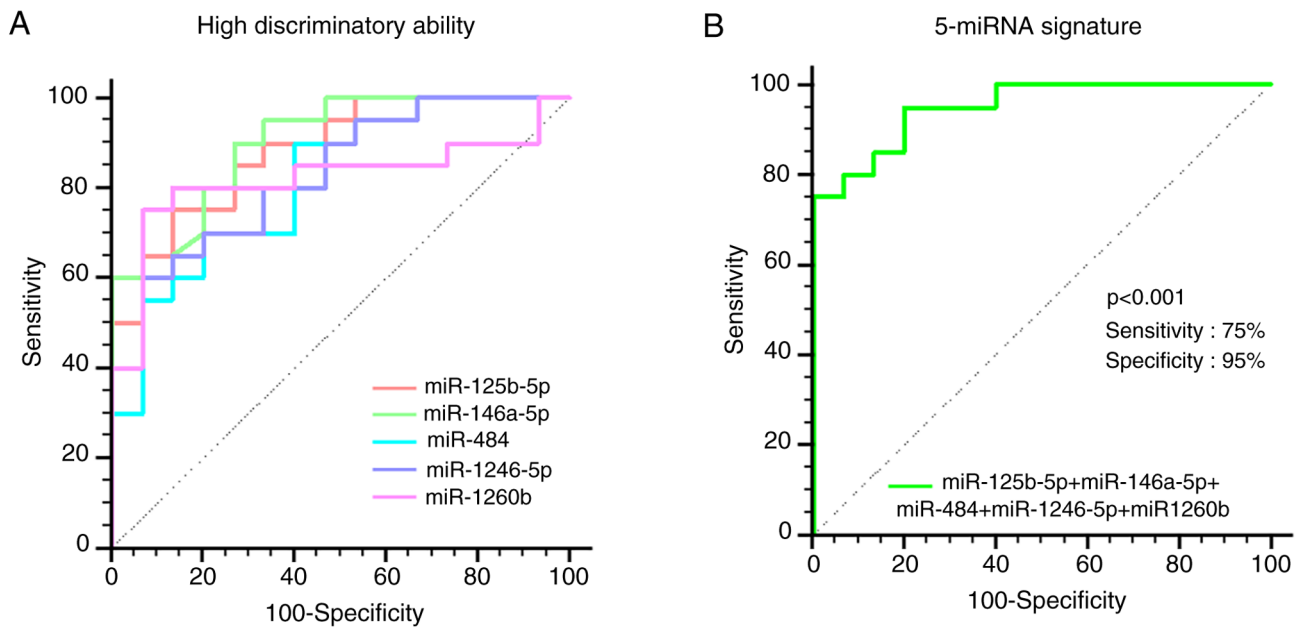 A
High discriminatory ability
100
80
60
40
20
0
Sensitivity
miR-125b-5p
miR-146a-5p
miR-484
miR-1246-5p
miR-1260b
0 20 40 60 80 100
100-Specificity
B
5-miRNA signature
100
80
60
40
20
0
Sensitivity
p<0.001
Sensitivity : 75%
Specificity : 95%
miR-125b-5p+miR-146a-5p+
miR-484+miR-1246-5p+miR1260b
0 20 40 60 80 100
100-Specificity